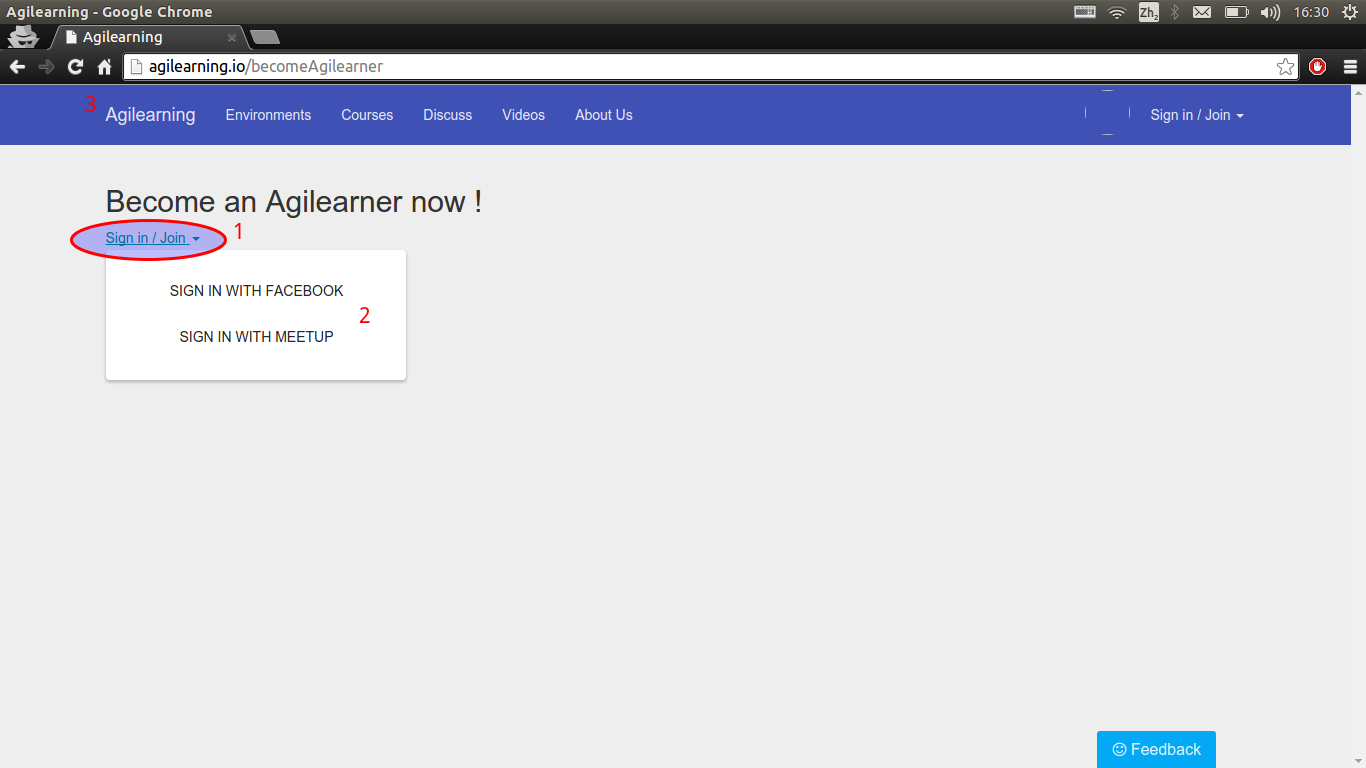 Agilearning - Google Chrome
Zh2
16:30
Agilearning
agilearning.io/becomeAgilearner
3
Agilearning
Environments
Courses
Discuss
Videos
About Us
Sign in / Join
Become an Agilearner now !
Sign in / Join
1
SIGN IN WITH FACEBOOK
2
SIGN IN WITH MEETUP
Feedback